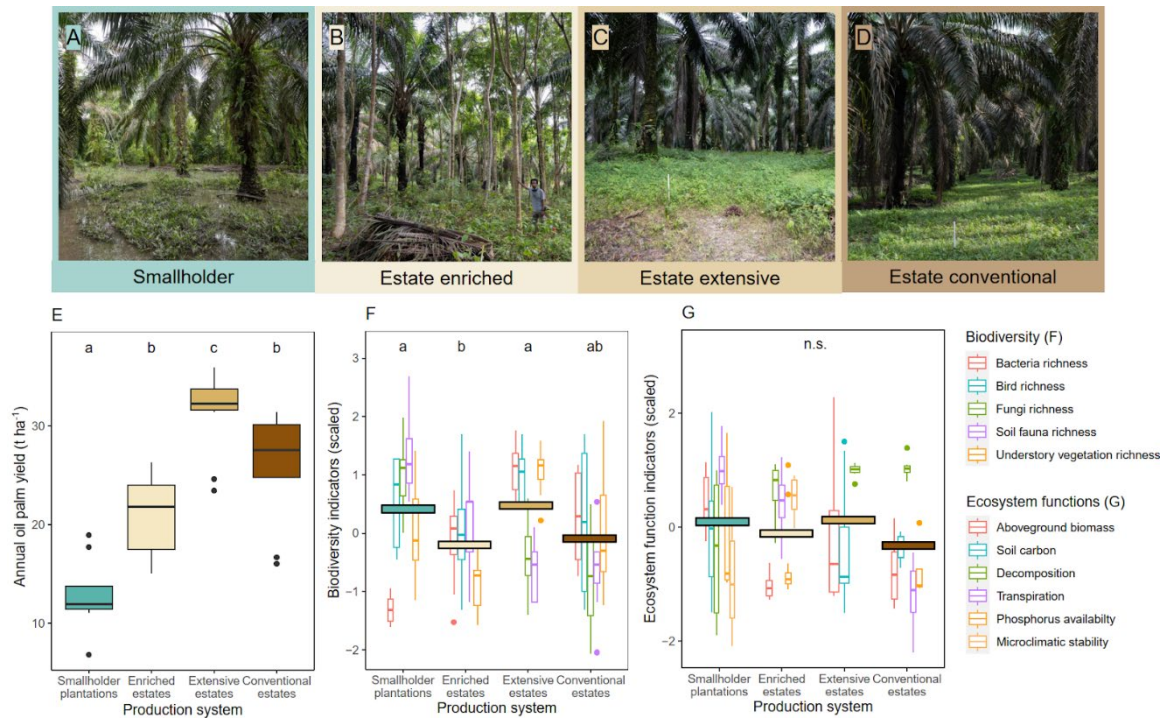 A
B
C
D
Smallholder
Estate enriched
Estate extensive
Estate conventional
E
Annual oil palm yield (t ha⁻¹)
30
20
10
a
b
c
b
Smallholder plantations
Enriched estates
Extensive estates
Conventional estates
Production system
F
Biodiversity indicators (scaled)
3
2
1
0
−1
−2
a
b
a
ab
Smallholder plantations
Enriched estates
Extensive estates
Conventional estates
Production system
G
Ecosystem function indicators (scaled)
2
0
−2
n.s.
Smallholder plantations
Enriched estates
Extensive estates
Conventional estates
Production system
Biodiversity (F)
Bacteria richness
Bird richness
Fungi richness
Soil fauna richness
Understory vegetation richness
Ecosystem functions (G)
Aboveground biomass
Soil carbon
Decomposition
Transpiration
Phosphorus availabilty
Microclimatic stability